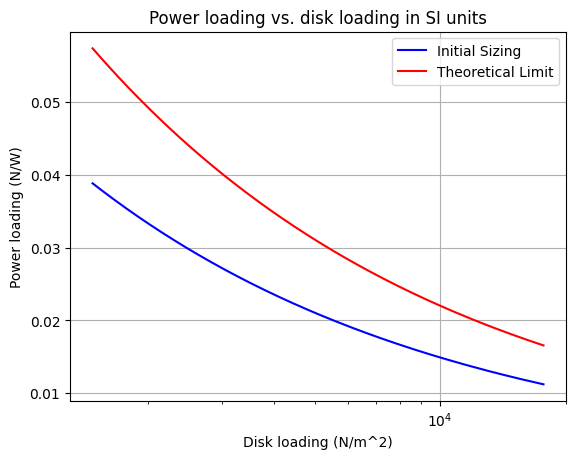 Power loading vs. disk loading in SI units
Initial Sizing
Theoretical Limit
0.05
0.04
0.03
0.02
0.01
Power loading (N/W)
10^4
Disk loading (N/m^2)